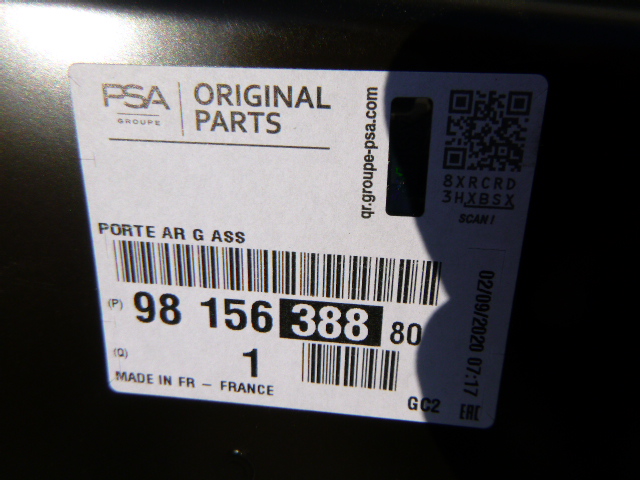 PSA
GROUPE
ORIGINAL
PARTS
qr.groupe-psa.com
8XRCRD
3HXBSX
SCAN !
PORTE AR G ASS
(P) 98 156 388 80
(Q) 1
MADE IN FR - FRANCE
GC2
EAC
02/09/2020 07:17